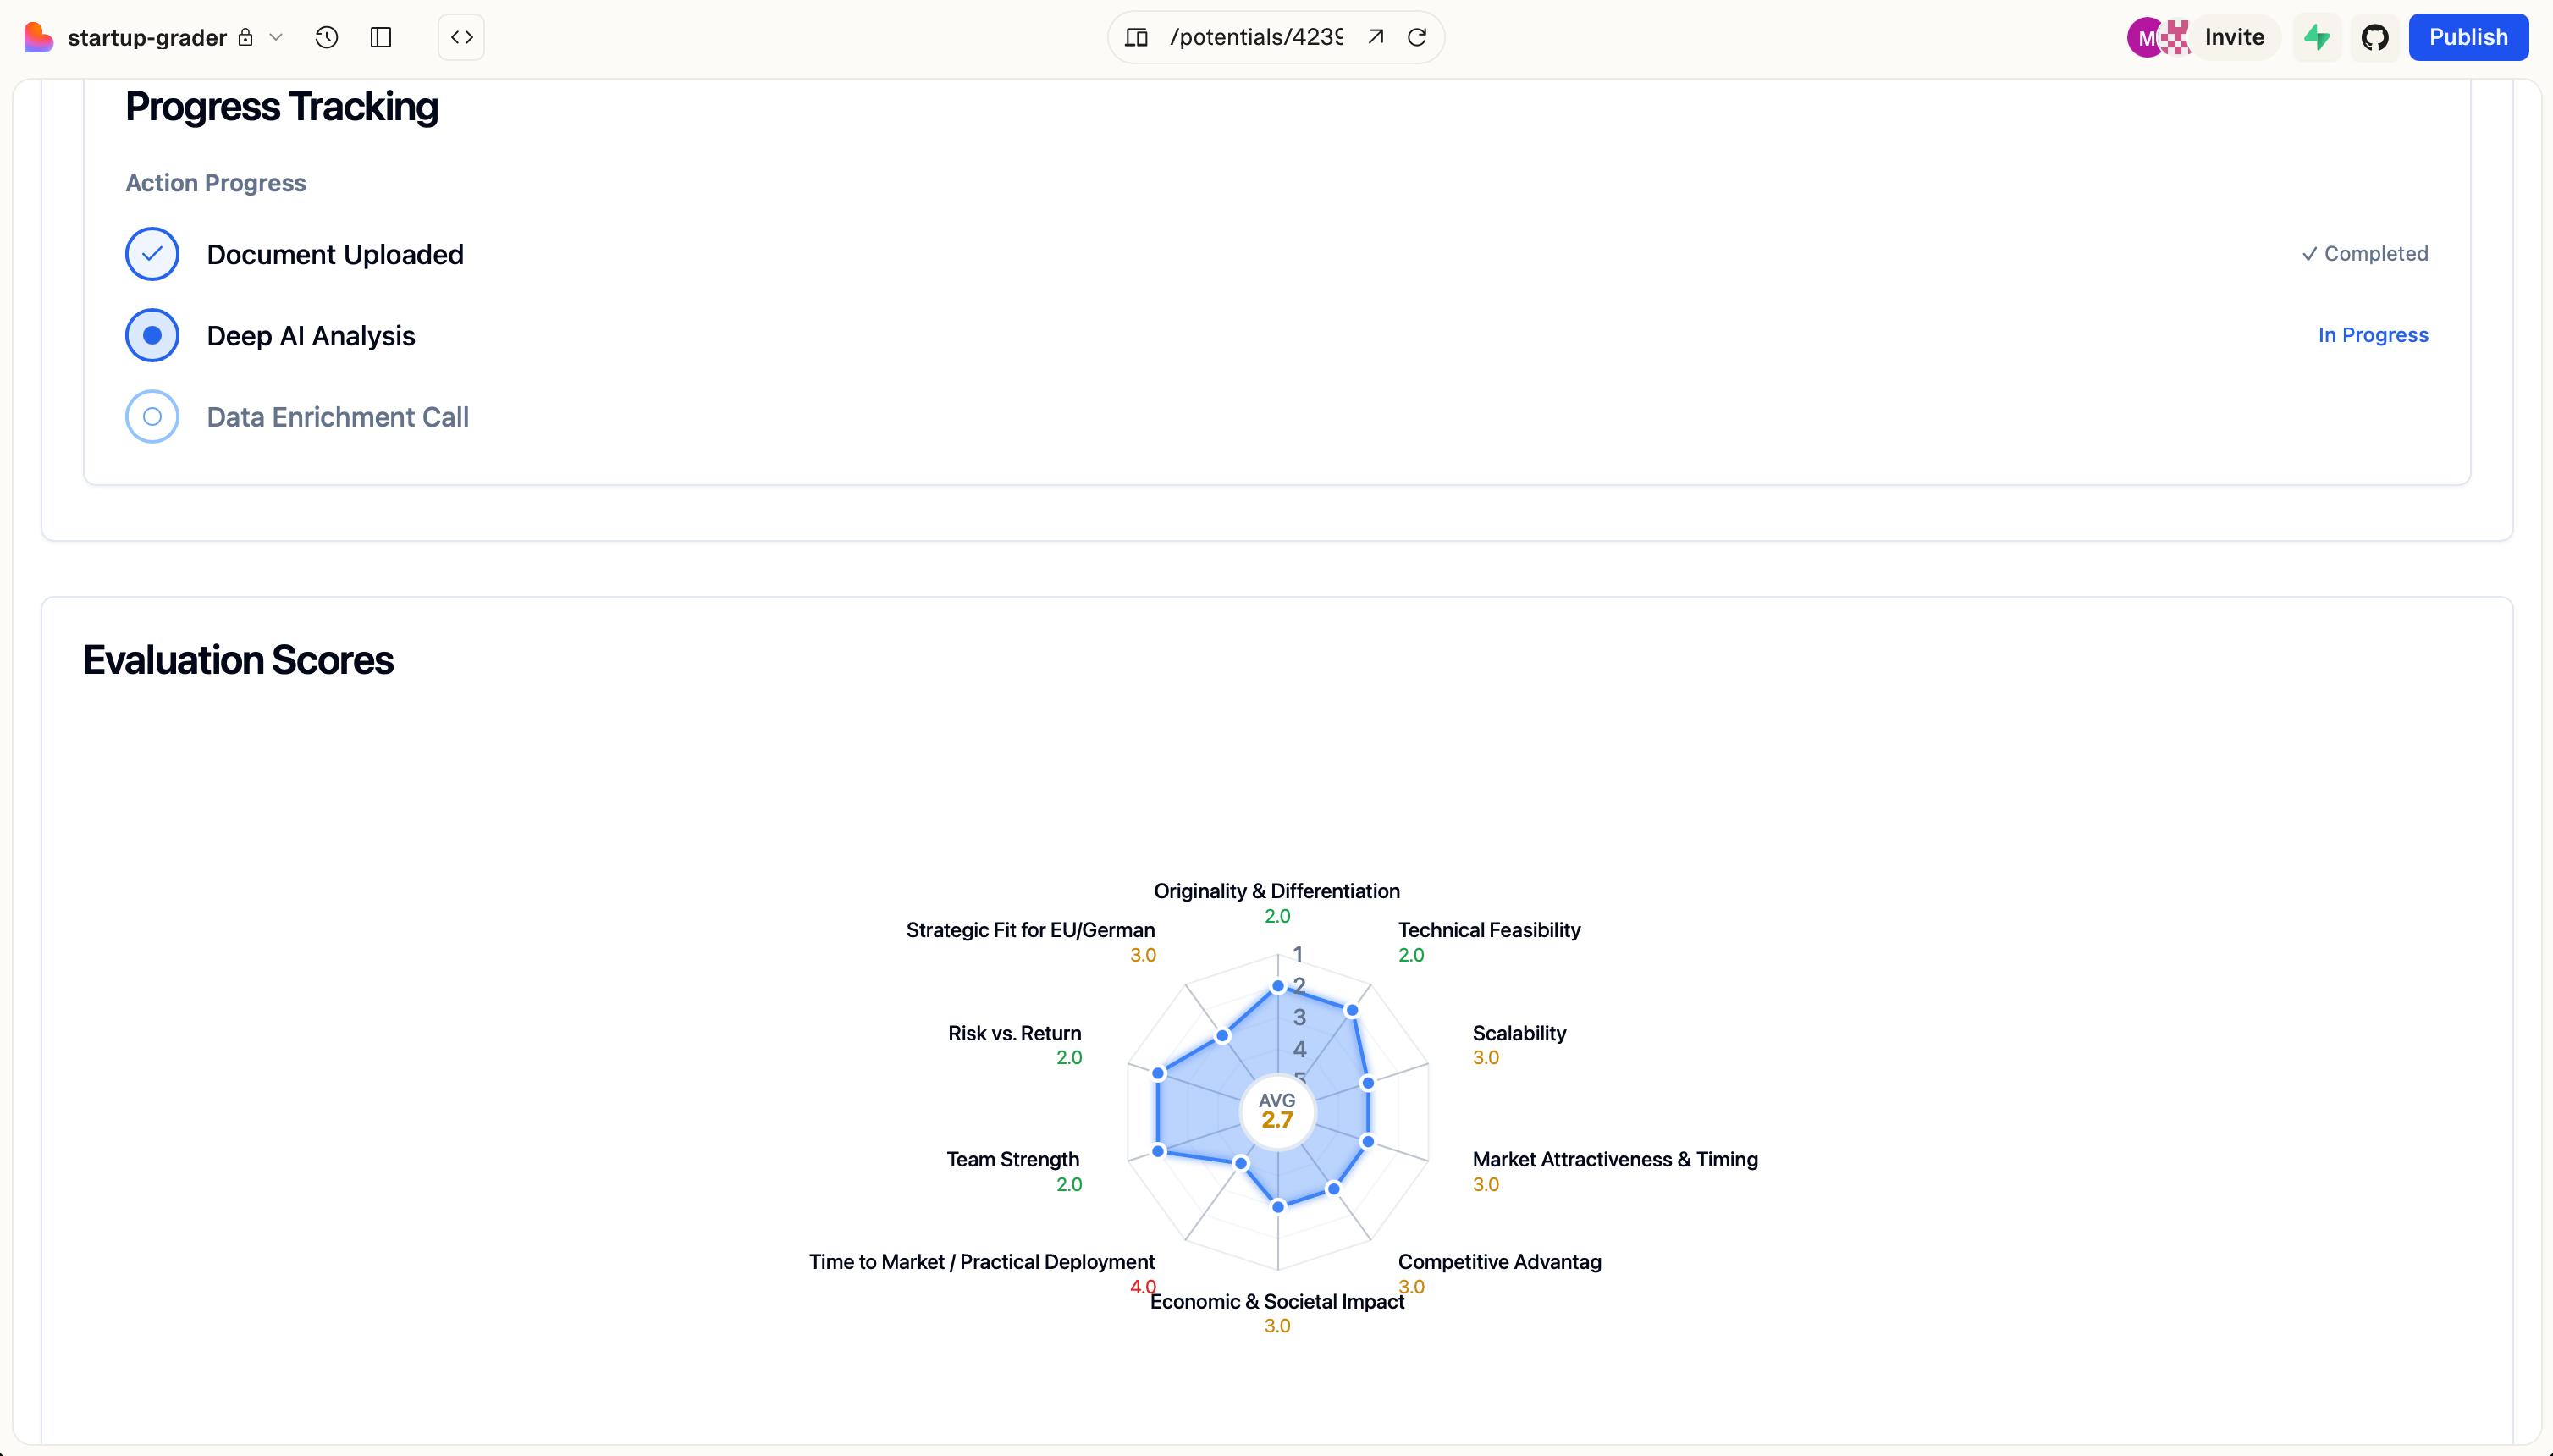 startup-grader
/potentials/4239
M
Invite
Publish
Progress Tracking
Action Progress
Document Uploaded
✓ Completed
Deep AI Analysis
In Progress
Data Enrichment Call
Evaluation Scores
Originality & Differentiation
2.0
Strategic Fit for EU/German
3.0
Technical Feasibility
2.0
1
2
3
4
5
Risk vs. Return
2.0
Scalability
3.0
AVG
2.7
Team Strength
2.0
Market Attractiveness & Timing
3.0
Time to Market / Practical Deployment
4.0
Competitive Advantag
3.0
Economic & Societal Impact
3.0